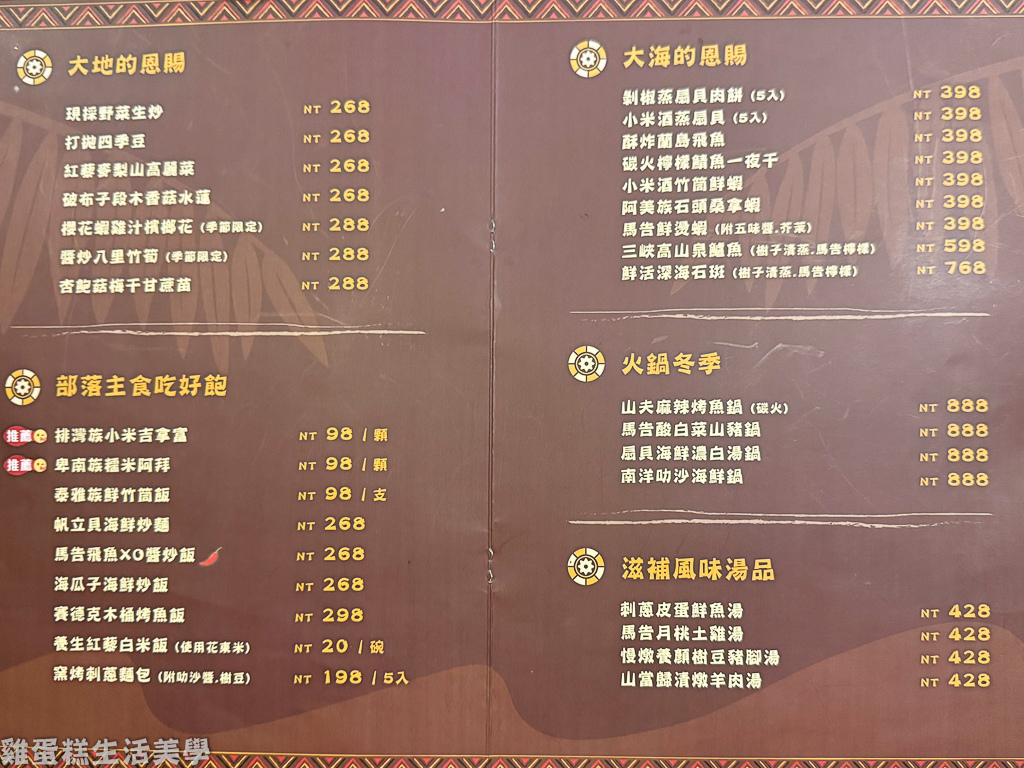 大地的恩賜
現採野菜生炒 NT 268
打拋四季豆 NT 268
紅藜麥梨山高麗菜 NT 268
破布子段木香菇水蓮 NT 268
櫻花蝦雞汁檳榔花 (季節限定) NT 288
醬炒八里竹筍 (季節限定) NT 288
杏鮑菇梅干甘蔗苗 NT 288
部落主食吃好飽
推薦 排灣族小米吉拿富 NT 98 / 顆
推薦 卑南族糯米阿拜 NT 98 / 顆
泰雅族鮮竹筒飯 NT 98 / 支
帆立貝海鮮炒麵 NT 268
馬告飛魚XO醬炒飯 NT 268
海瓜子海鮮炒飯 NT 268
賽德克木桶烤魚飯 NT 298
養生紅藜白米飯 (使用花東米) NT 20 / 碗
窯烤刺蔥麵包 (附叻沙醬.樹豆) NT 198 / 5入
大海的恩賜
剁椒蒸扇貝肉餅 (5入) NT 398
小米酒蒸扇貝 (5入) NT 398
酥炸蘭島飛魚 NT 398
碳火檸檬鯖魚一夜干 NT 398
小米酒竹筒鮮蝦 NT 398
阿美族石頭桑拿蝦 NT 398
馬告鮮燙蝦 (附五味醬.芥茉) NT 398
三峽高山泉鱸魚 (樹子清蒸.馬告檸檬) NT 598
鮮活深海石斑 (樹子清蒸.馬告檸檬) NT 768
火鍋冬季
山夫麻辣烤魚鍋 (碳火) NT 888
馬告酸白菜山豬鍋 NT 888
扇貝海鮮濃白湯鍋 NT 888
南洋叻沙海鮮鍋 NT 888
滋補風味湯品
刺蔥皮蛋鮮魚湯 NT 428
馬告月桃土雞湯 NT 428
慢燉養顏樹豆豬腳湯 NT 428
山當歸清燉羊肉湯 NT 428
雞蛋糕生活美學